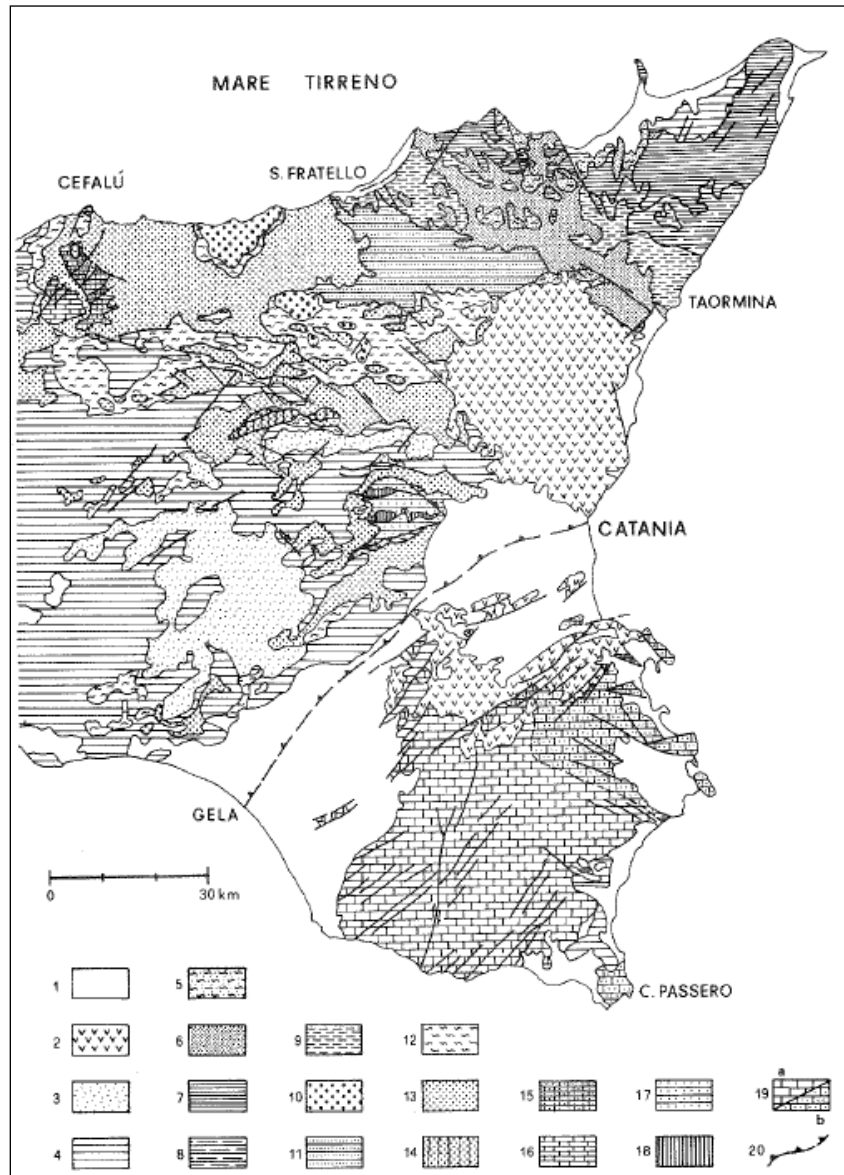 MARE TIRRENO
S. FRATELLO
CEFALÚ
TAORMINA
CATANIA
GELA
0 30 km
C. PASSERO
1 5
2 6 9 12
a
3 7 10 13 15 17 19
b
4 8 11 14 16 18 20